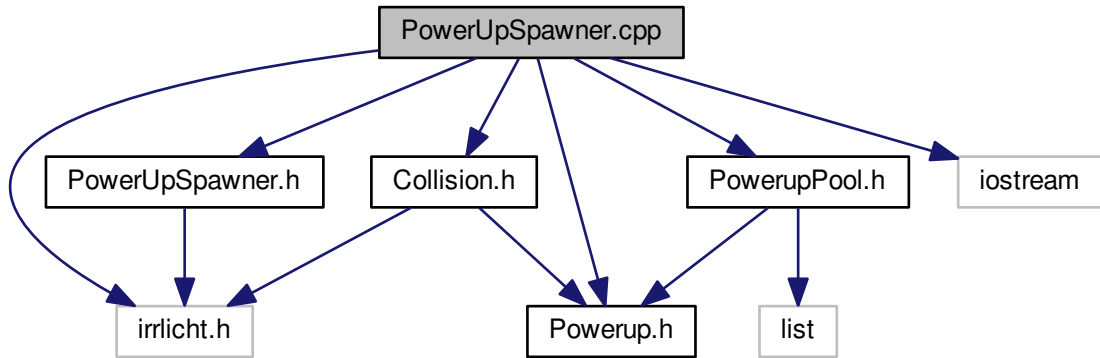 PowerUpSpawner.cpp
PowerUpSpawner.h
Collision.h
PowerupPool.h
iostream
irrlicht.h
Powerup.h
list